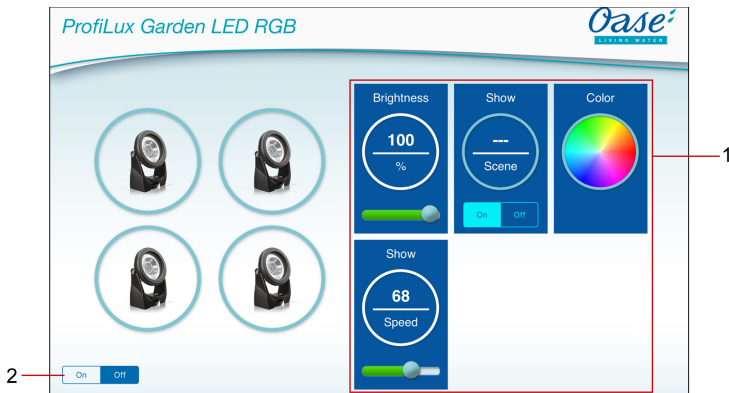 ProfiLux Garden LED RGB
Oase
LIVING WATER
Brightness
100
%
Show
---
Scene
On Off
Color
1
Show
68
Speed
2
On Off